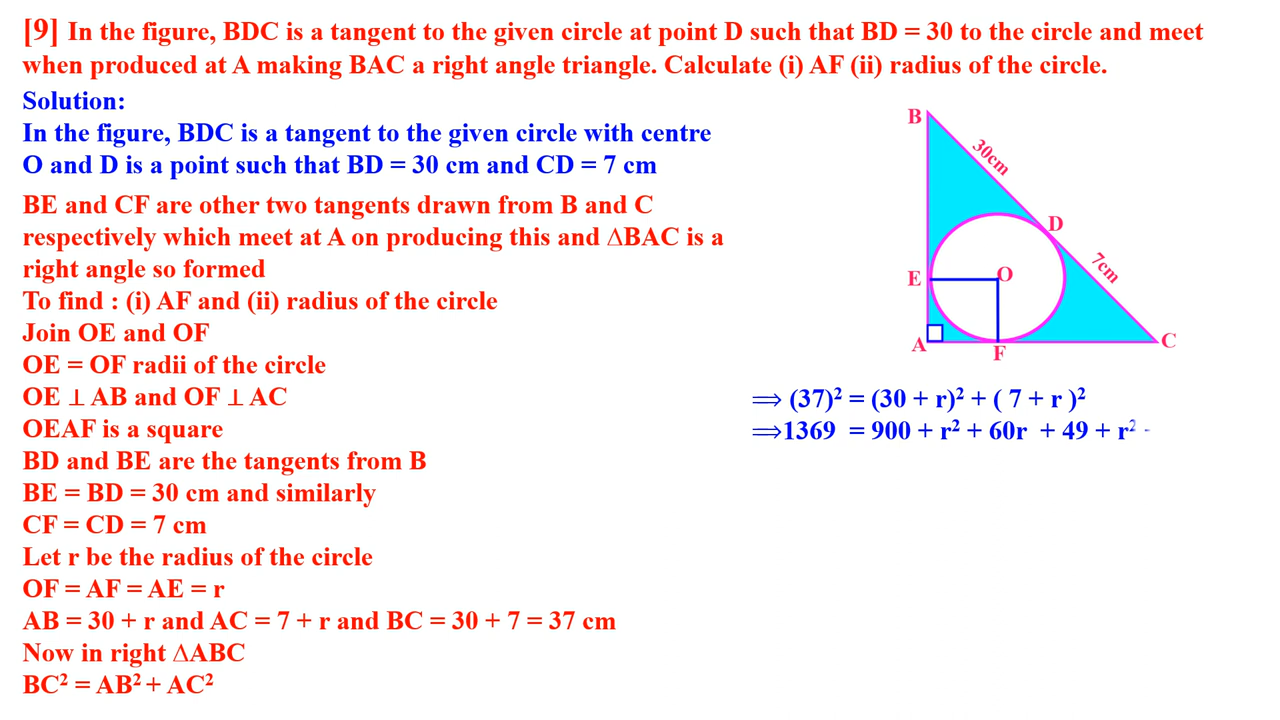 [9] In the figure, BDC is a tangent to the given circle at point D such that BD = 30 to the circle and meet
when produced at A making BAC a right angle triangle. Calculate (i) AF (ii) radius of the circle.
Solution:
In the figure, BDC is a tangent to the given circle with centre
O and D is a point such that BD = 30 cm and CD = 7 cm
BE and CF are other two tangents drawn from B and C
respectively which meet at A on producing this and ∆BAC is a
right angle so formed
To find : (i) AF and (ii) radius of the circle
Join OE and OF
OE = OF radii of the circle
OE ⊥ AB and OF ⊥ AC
OEAF is a square
BD and BE are the tangents from B
BE = BD = 30 cm and similarly
CF = CD = 7 cm
Let r be the radius of the circle
OF = AF = AE = r
AB = 30 + r and AC = 7 + r and BC = 30 + 7 = 37 cm
Now in right ∆ABC
BC² = AB² + AC²
B
30cm
D
7cm
E
O
A
F
C
⟹ (37)² = (30 + r)² + ( 7 + r )²
⟹1369 = 900 + r² + 60r + 49 + r² -